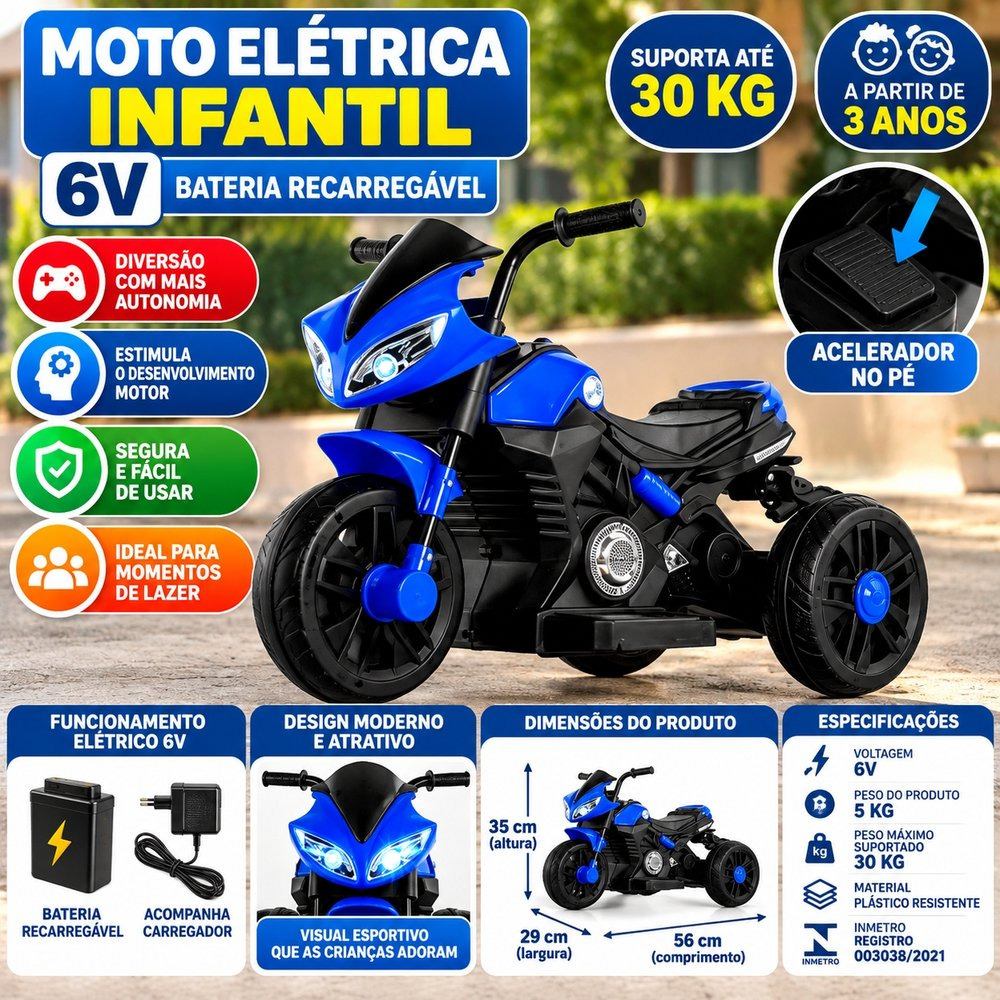 MOTO ELÉTRICA
INFANTIL
6V
BATERIA RECARREGÁVEL
SUPORTA ATÉ
30 KG
A PARTIR DE
3 ANOS
DIVERSÃO
COM MAIS
AUTONOMIA
ESTIMULA
O DESENVOLVIMENTO
MOTOR
SEGURA
E FÁCIL
DE USAR
IDEAL PARA
MOMENTOS
DE LAZER
ACELERADOR
NO PÉ
FUNCIONAMENTO
ELÉTRICO 6V
BATERIA
RECARREGÁVEL
ACOMPANHA
CARREGADOR
DESIGN MODERNO
E ATRATIVO
VISUAL ESPORTIVO
QUE AS CRIANÇAS ADORAM
DIMENSÕES DO PRODUTO
35 cm
(altura)
29 cm
(largura)
56 cm
(comprimento)
ESPECIFICAÇÕES
VOLTAGEM
6V
PESO DO PRODUTO
5 KG
kg
PESO MÁXIMO
SUPORTADO
30 KG
MATERIAL
PLÁSTICO RESISTENTE
INMETRO
INMETRO
REGISTRO
003038/2021